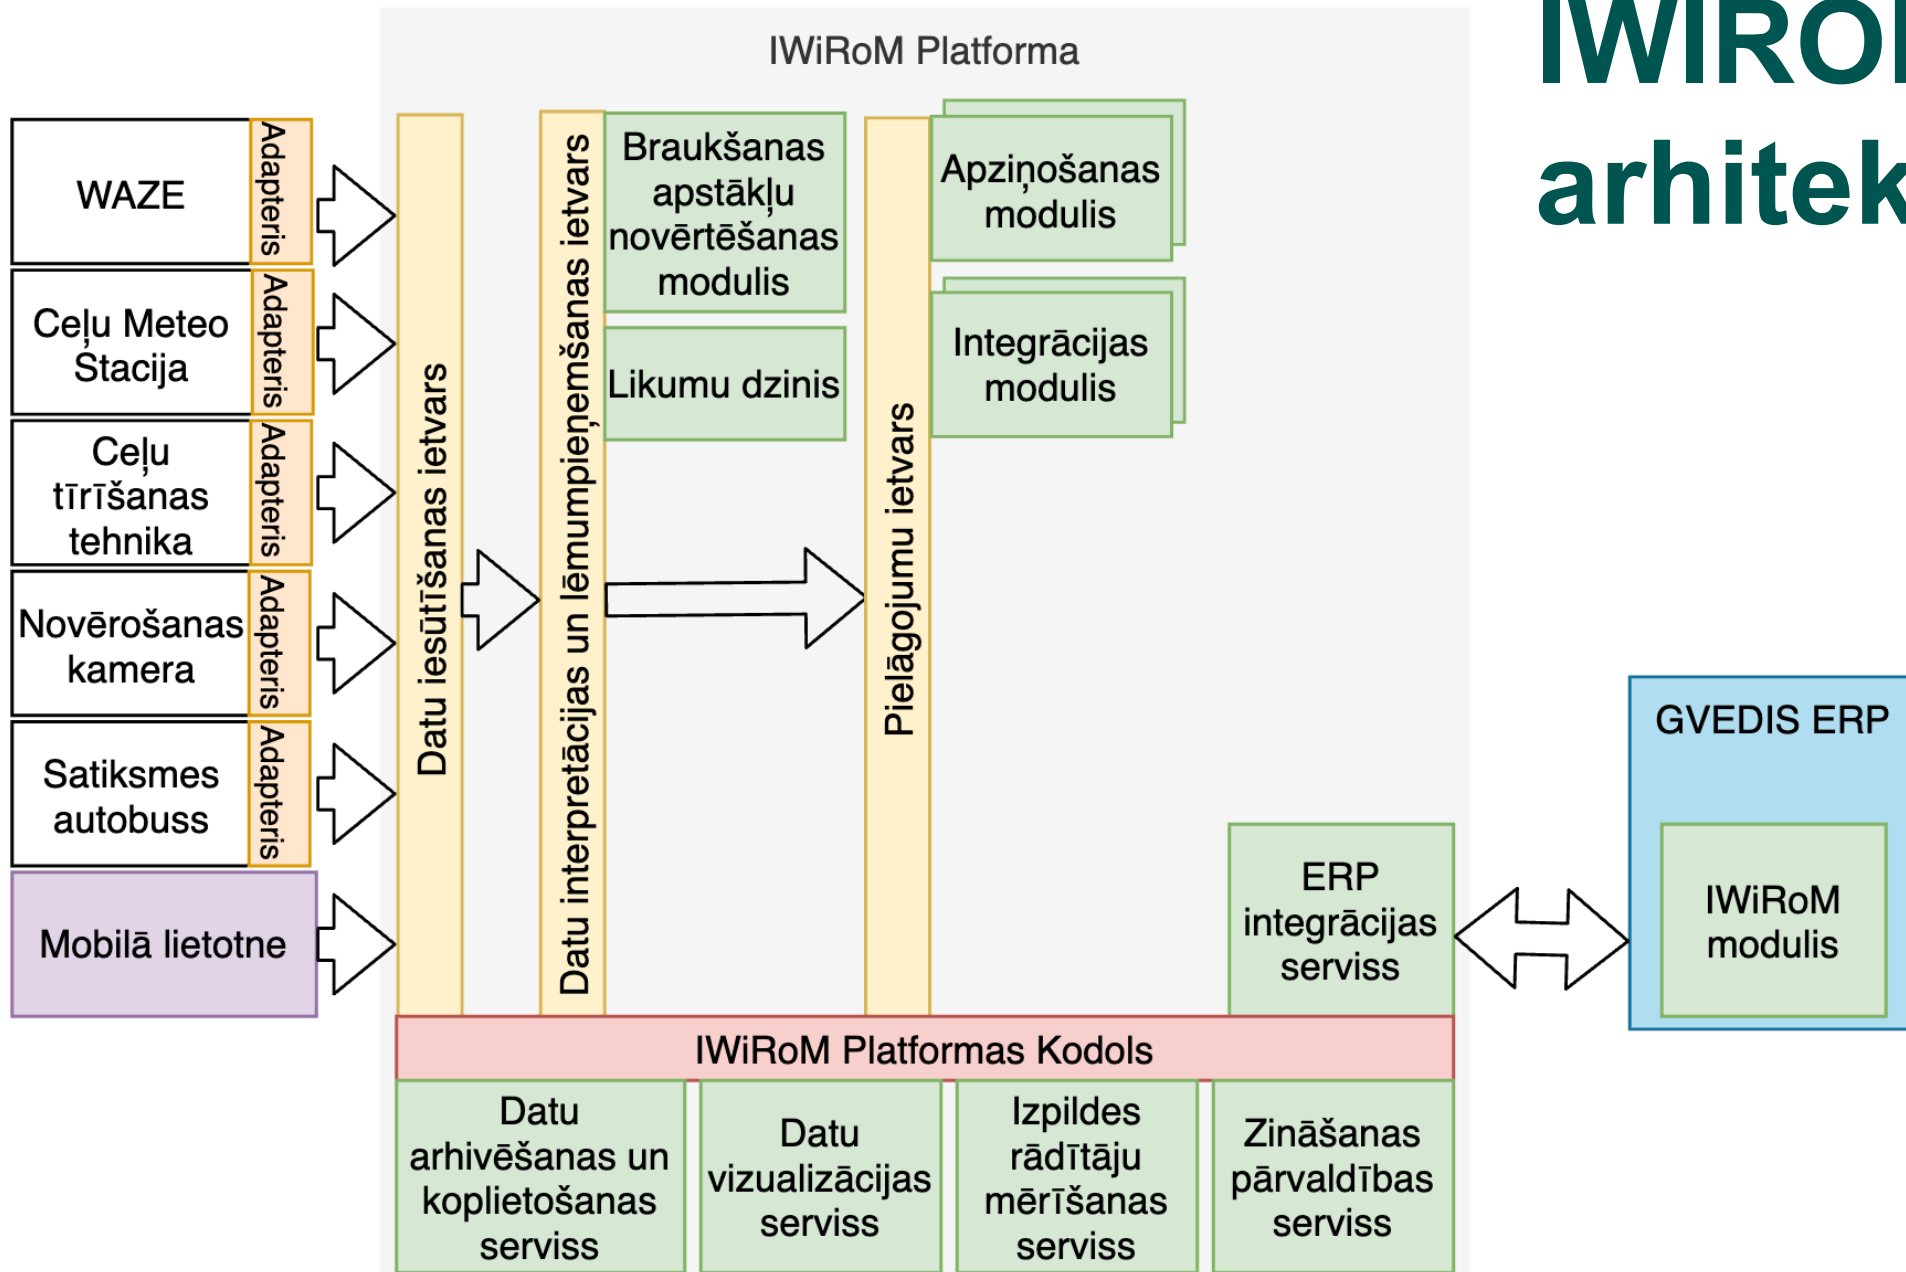 IWiRoM Platforma
IWIRO
arhitek
WAZE
Adapteris
Ceļu Meteo
Stacija
Adapteris
Ceļu
tīrīšanas
tehnika
Adapteris
Novērošanas
kamera
Adapteris
Satiksmes
autobuss
Adapteris
Mobilā lietotne
Datu iesūtīšanas ietvars
Datu interpretācijas un lēmumpieņemšanas ietvars
Braukšanas
apstākļu
novērtēšanas
modulis
Likumu dzinis
Pielāgojumu ietvars
Apziņošanas
modulis
Integrācijas
modulis
ERP
integrācijas
serviss
GVEDIS ERP
IWiRoM
modulis
IWiRoM Platformas Kodols
Datu
arhivēšanas un
koplietošanas
serviss
Datu
vizualizācijas
serviss
Izpildes
rādītāju
mērīšanas
serviss
Zināšanas
pārvaldības
serviss